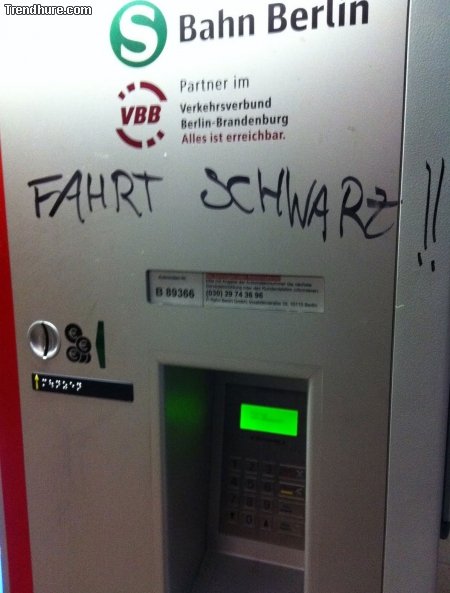 Trendhure.com
S Bahn Berlin
VBB
Partner im
Verkehrsverbund
Berlin-Brandenburg
Alles ist erreichbar.
FAHRT SCHWARZ !!
B 89366
(030) 29 74 36 96